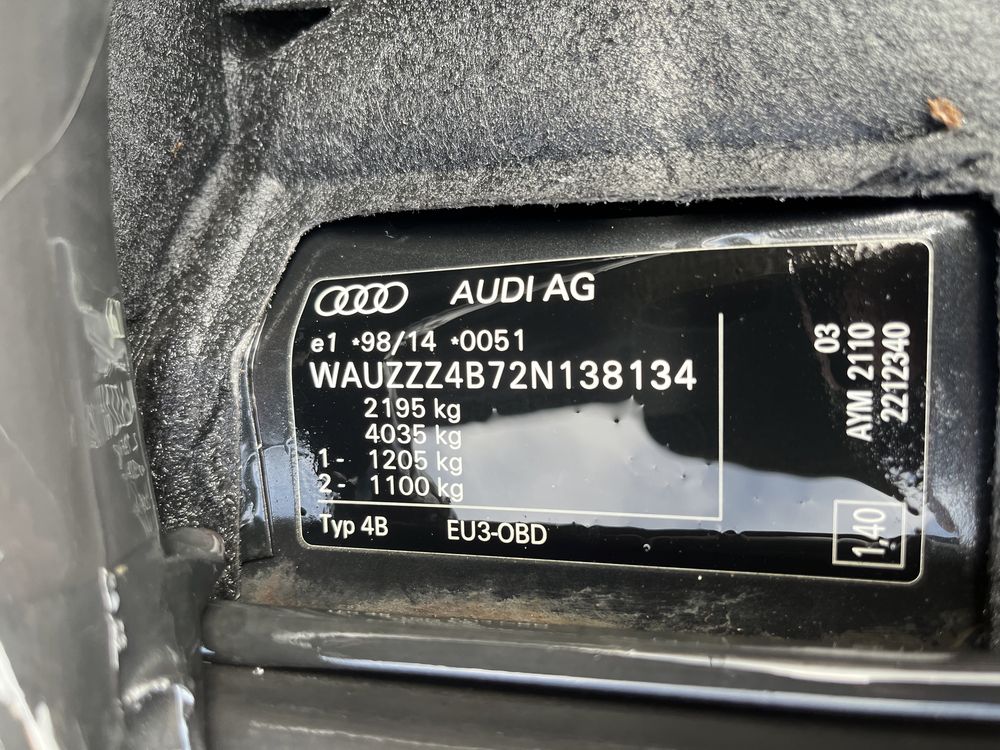 AUDI AG
e1 *98/14 *0051
WAUZZZ4B72N138134
2195 kg
4035 kg
1- 1205 kg
2- 1100 kg
Typ 4B EU3-OBD
03
AYM 2110
2212340
1,40